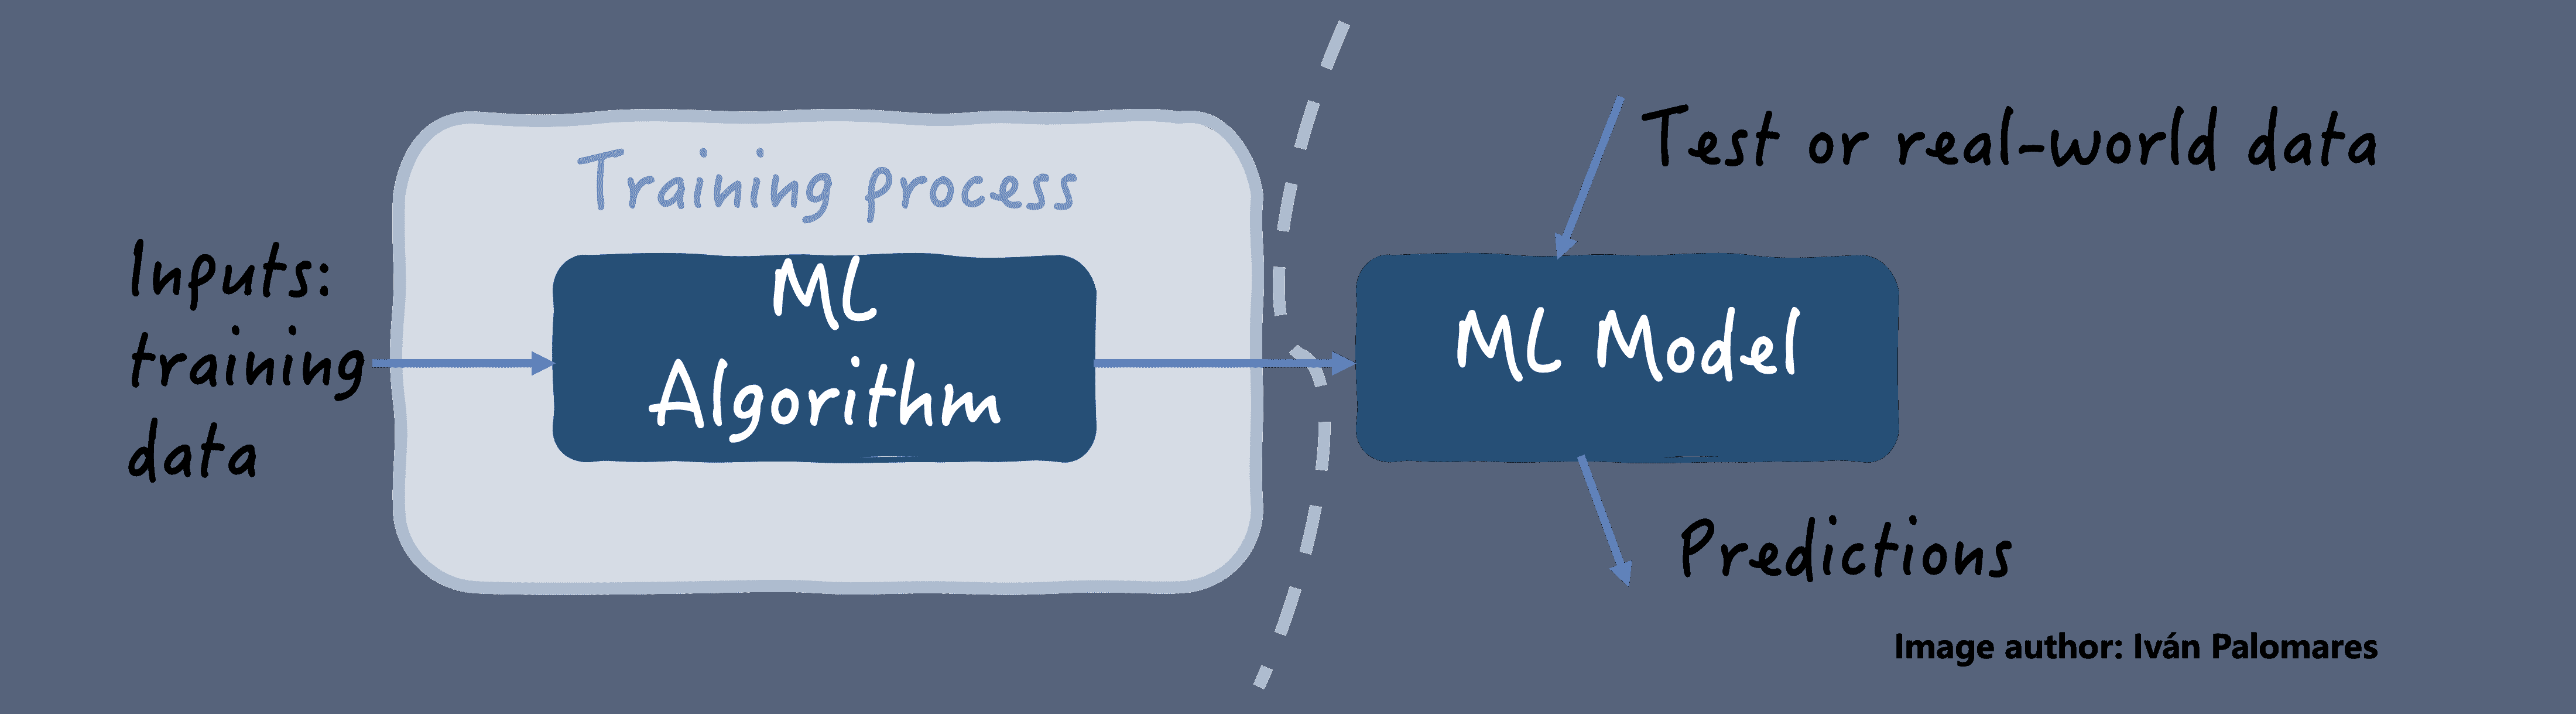 Inputs:
training
data
Training process
ML
Algorithm
Test or real-world data
ML Model
Predictions
Image author: Iván Palomares